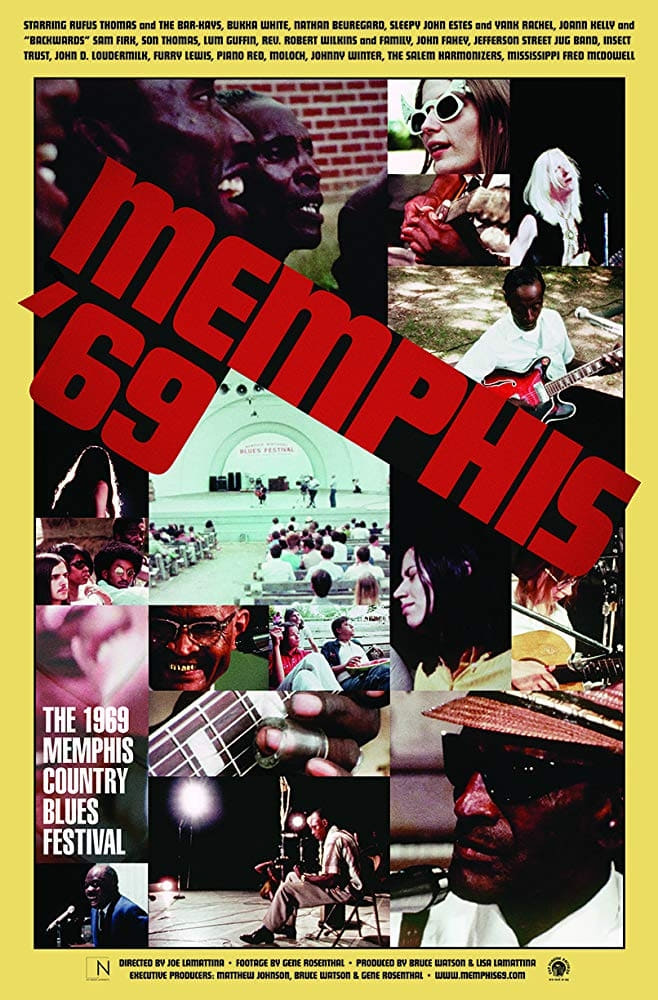 STARRING RUFUS THOMAS AND THE BAR-KAYS, BUKKA WHITE, NATHAN BEUREGARD, SLEEPY JOHN ESTES AND YANK RACHEL, JOANN KELLY AND
"BACKWARDS" SAM FIRK, SON THOMAS, LUM GUFFIN, REV. ROBERT WILKINS AND FAMILY, JOHN FAHEY, JEFFERSON STREET JUG BAND, INSECT
TRUST, JOHN D. LOUDERMILK, FURRY LEWIS, PIANO RED, MOLOCH, JOHNNY WINTER, THE SALEM HARMONIZERS, MISSISSIPPI FRED MCDOWELL
MEMPHIS
'69
BLUES FESTIVAL
THE 1969
MEMPHIS
COUNTRY
BLUES
FESTIVAL
N
DIRECTED BY JOE LAMATTINA • FOOTAGE BY GENE ROSENTHAL • PRODUCED BY BRUCE WATSON & LISA LAMATTINA
EXECUTIVE PRODUCERS: MATTHEW JOHNSON, BRUCE WATSON & GENE ROSENTHAL • WWW.MEMPHIS69.COM